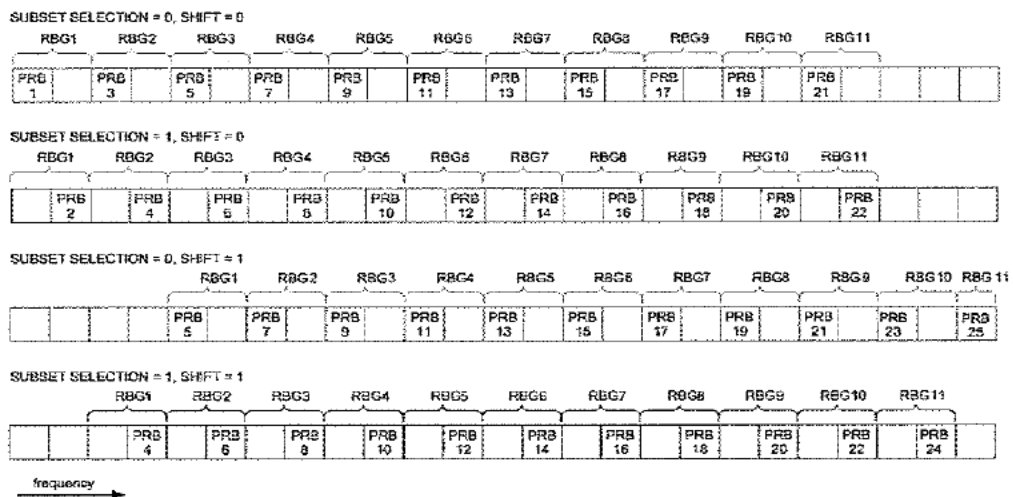 SUBSET SELECTION = 0, SHIFT = 0
RBG1 RBG2 RBG3 RBG4 RBG5 RBG6 RBG7 RBG8 RBG9 RBG10 RBG11
PRB PRB PRB PRB PRB PRB PRB PRB PRB PRB PRB
1 3 5 7 9 11 13 15 17 19 21
SUBSET SELECTION = 1, SHIFT = 0
RBG1 RBG2 RBG3 RBG4 RBG5 RBG6 RBG7 RBG8 RBG9 RBG10 RBG11
PRB PRB PRB PRB PRB PRB PRB PRB PRB PRB PRB
2 4 6 8 10 12 14 16 18 20 22
SUBSET SELECTION = 0, SHIFT = 1
RBG1 RBG2 RBG3 RBG4 RBG5 RBG6 RBG7 RBG8 RBG9 RBG10 RBG11
PRB PRB PRB PRB PRB PRB PRB PRB PRB PRB PRB
5 7 9 11 13 15 17 19 21 23 25
SUBSET SELECTION = 1, SHIFT = 1
RBG1 RBG2 RBG3 RBG4 RBG5 RBG6 RBG7 RBG8 RBG9 RBG10 RBG11
PRB PRB PRB PRB PRB PRB PRB PRB PRB PRB PRB
4 6 8 10 12 14 16 18 20 22 24
frequency